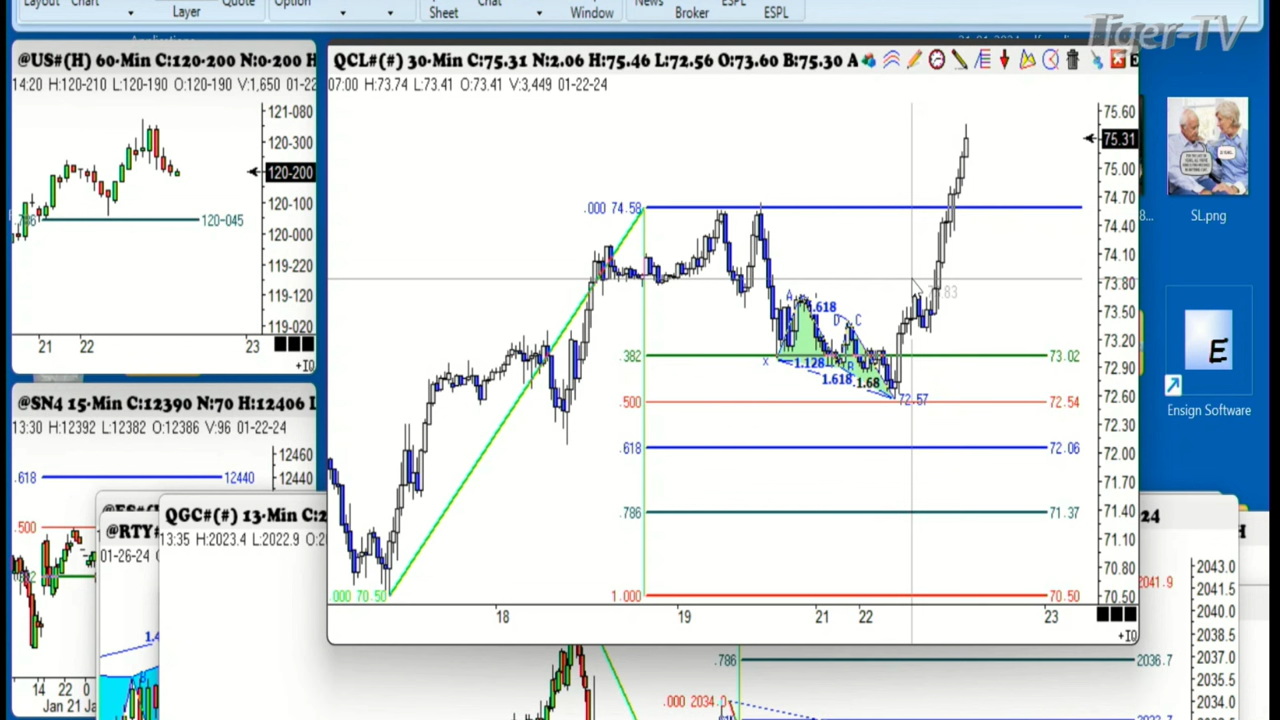 Layout
Chart
Layer
Quote
Option
Sheet
Chat
Window
News
Broker
ESPL
ESPL
Tiger-TV
@US#(H) 60-Min C:120-200 N:0-200 H
14:20 H:120-210 L:120-190 O:120-190 V:1,650 01-22
121-080
120-300
120-200
120-100
120-045
120-000
119-220
119-120
119-020
21 22 23
+IO
QCL#(#) 30-Min C:75.31 N:2.06 H:75.46 L:72.56 O:73.60 B:75.30 A
07:00 H:73.74 L:73.41 O:73.41 V:3,449 01-22-24
75.60
75.31
75.00
74.70
74.40
74.10
73.80
73.50
73.20
72.90
72.60
72.30
72.00
71.70
71.40
71.10
70.80
70.50
.000 74.58
A
1.618
D
C
.382
73.02
X
1.128
B
1.618
1.68
72.57
.500
72.54
.618
72.06
.786
71.37
.000 70.50
1.000
70.50
18 19 21 22 23
+IO
SL.png
E
Ensign Software
@SN4 15-Min C:12390 N:70 H:12406 L
13:30 H:12392 L:12382 O:12386 V:96 01-22-24
12460
.618
12440
12440
.500
14 22 0
Jan 21
@RTY#
01-26-24
1.4
QGC#(#) 13-Min C:2
13:35 H:2023.4 L:2022.9 O:2
24
H
2043.0
2041.9
2041.5
2040.0
2038.5
2037.0
.786
2036.7
2035.5
2034.0
.000 2034.0